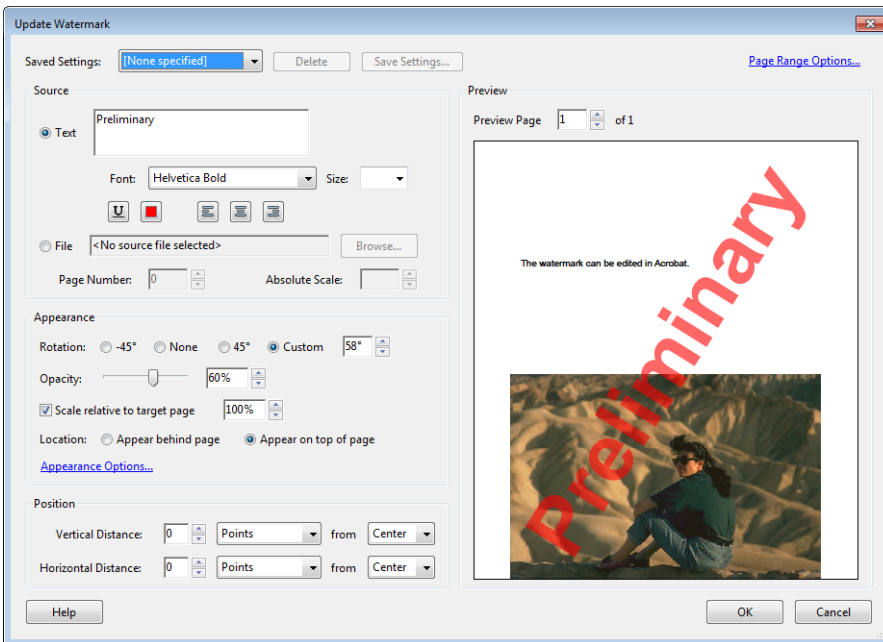 Update Watermark
Saved Settings: [None specified] Delete Save Settings... Page Range Options...
Source
Text Preliminary
Font: Helvetica Bold Size:
U
File <No source file selected> Browse...
Page Number: 0 Absolute Scale:
Appearance
Rotation: -45° None 45° Custom 58°
Opacity: 60%
Scale relative to target page 100%
Location: Appear behind page Appear on top of page
Appearance Options...
Position
Vertical Distance: 0 Points from Center
Horizontal Distance: 0 Points from Center
Preview
Preview Page 1 of 1
The watermark can be edited in Acrobat.
Preliminary
Help OK Cancel